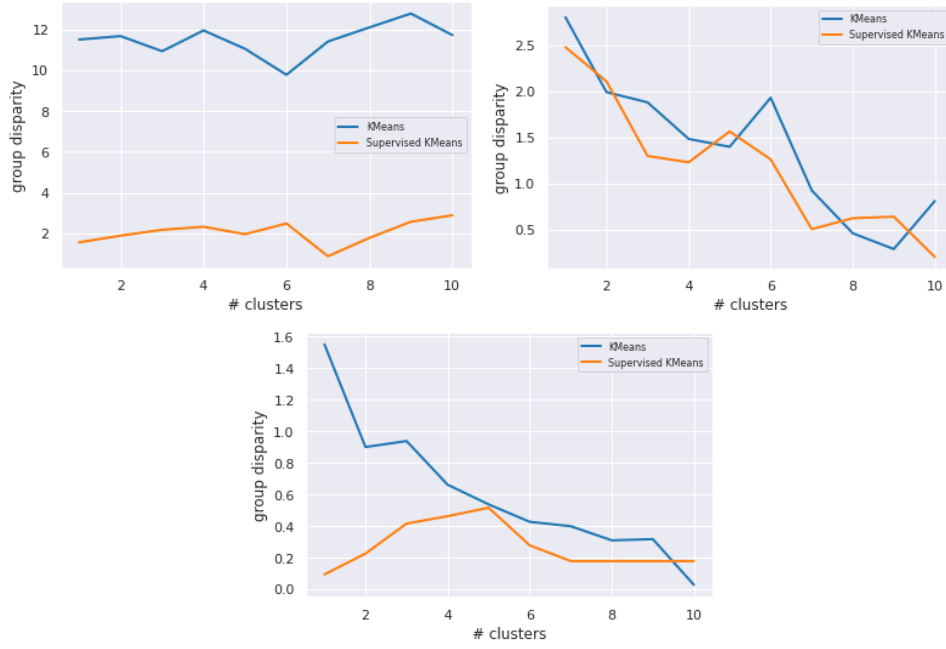 12
10
8
6
4
2
group disparity
KMeans
Supervised KMeans
2 4 6 8 10
# clusters
2.5
2.0
1.5
1.0
0.5
group disparity
KMeans
Supervised KMeans
2 4 6 8 10
# clusters
1.6
1.4
1.2
1.0
0.8
0.6
0.4
0.2
0.0
group disparity
KMeans
Supervised KMeans
2 4 6 8 10
# clusters